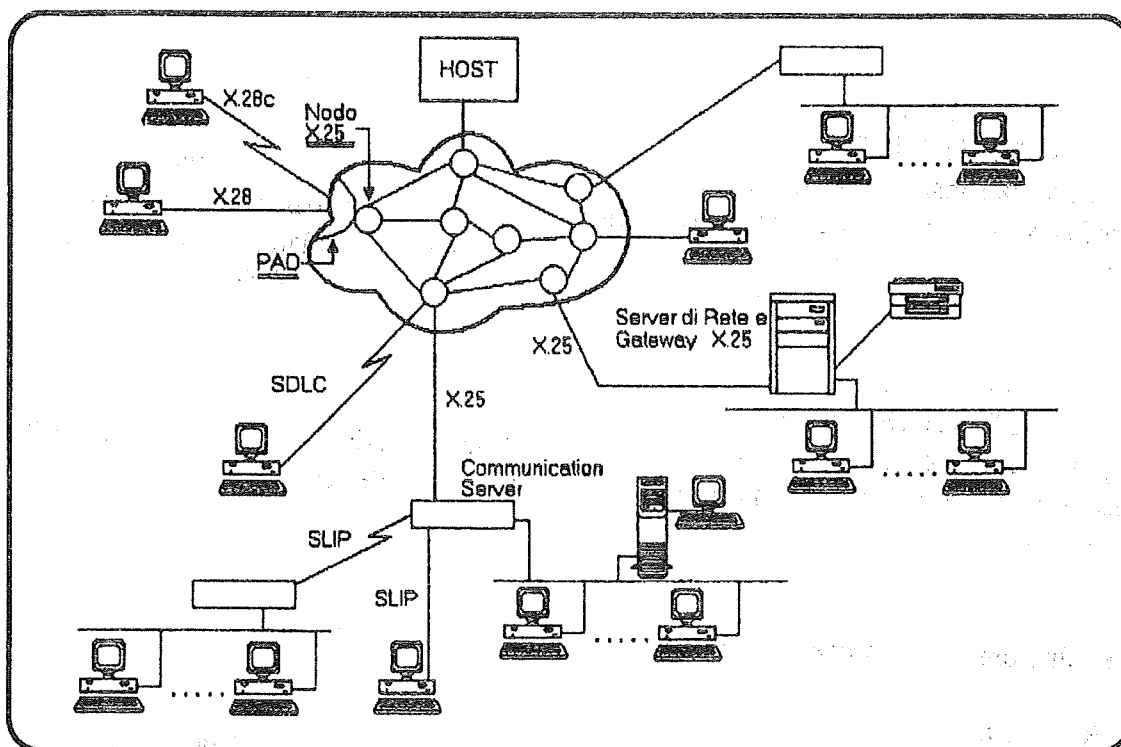 HOST
X.28c
Nodo
X.25
X.28
PAD
Server di Rete e
Gateway X.25
X.25
SDLC
X.25
Communication
Server
SLIP
SLIP